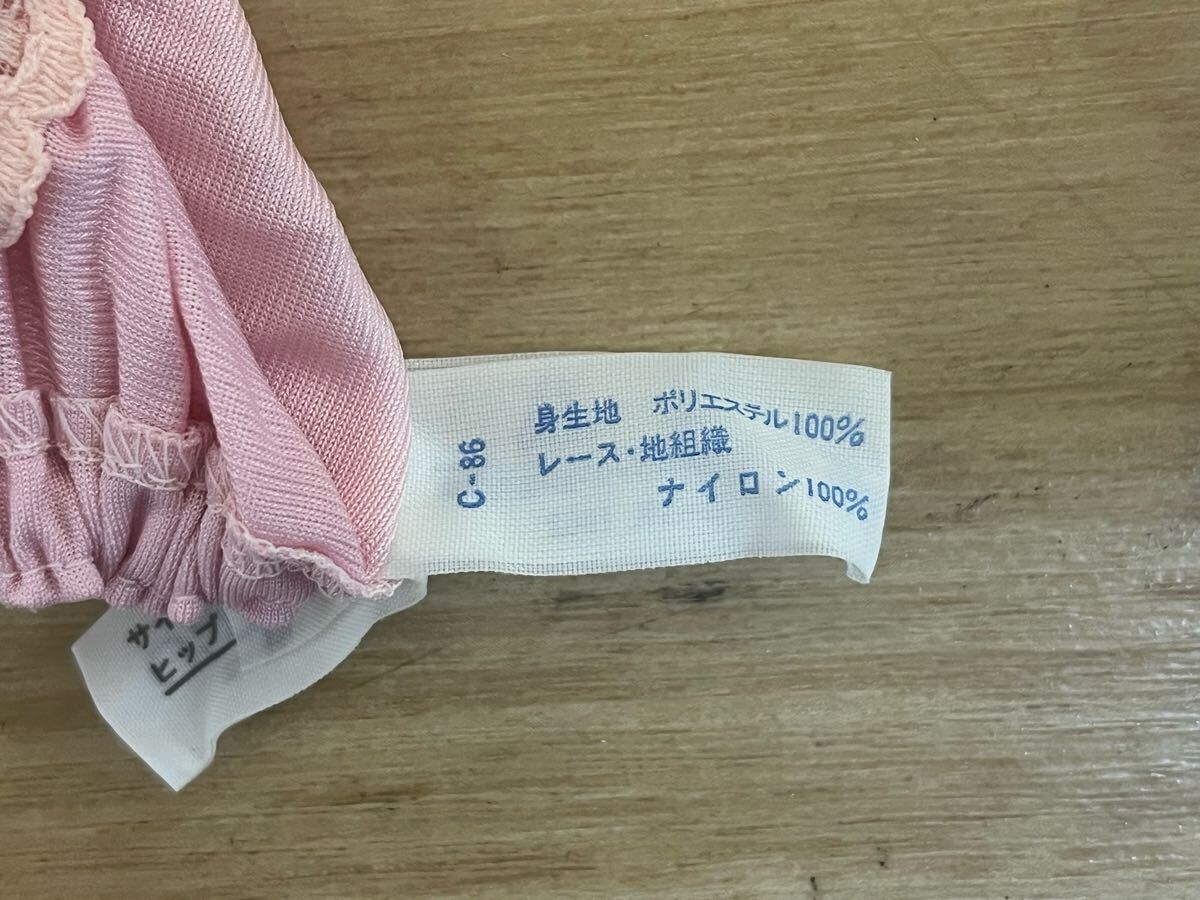 C-86
身生地 ポリエステル100%
レース・地組織
ナイロン100%
ヒップ